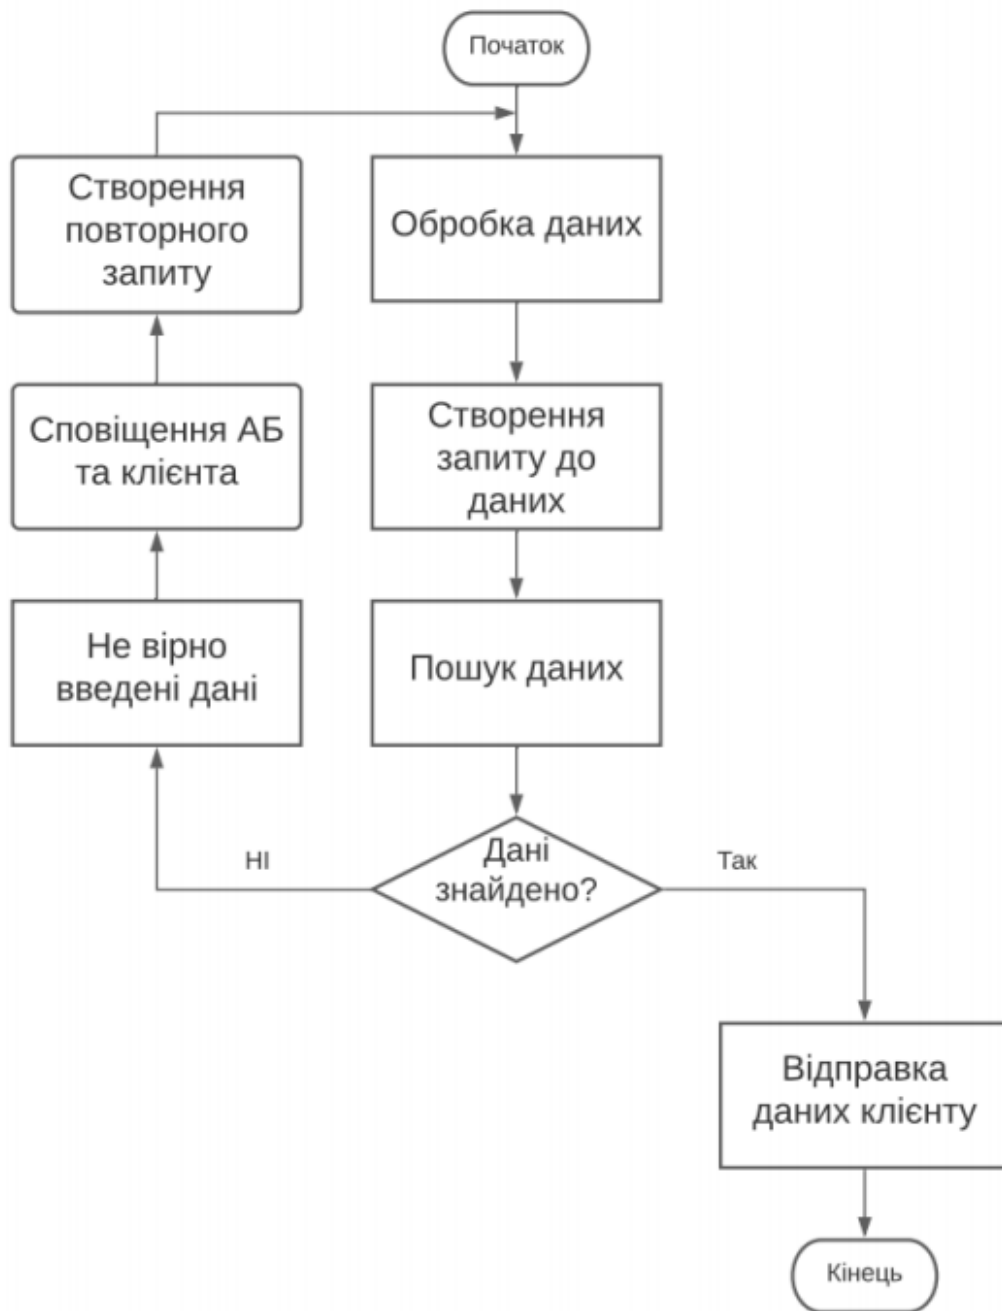 Початок
Створення
повторного
запиту
Обробка даних
Сповіщення АБ
та клієнта
Створення
запиту до
даних
Не вірно
введені дані
Пошук даних
НІ
Дані
знайдено?
Так
Відправка
даних клієнту
Кінець